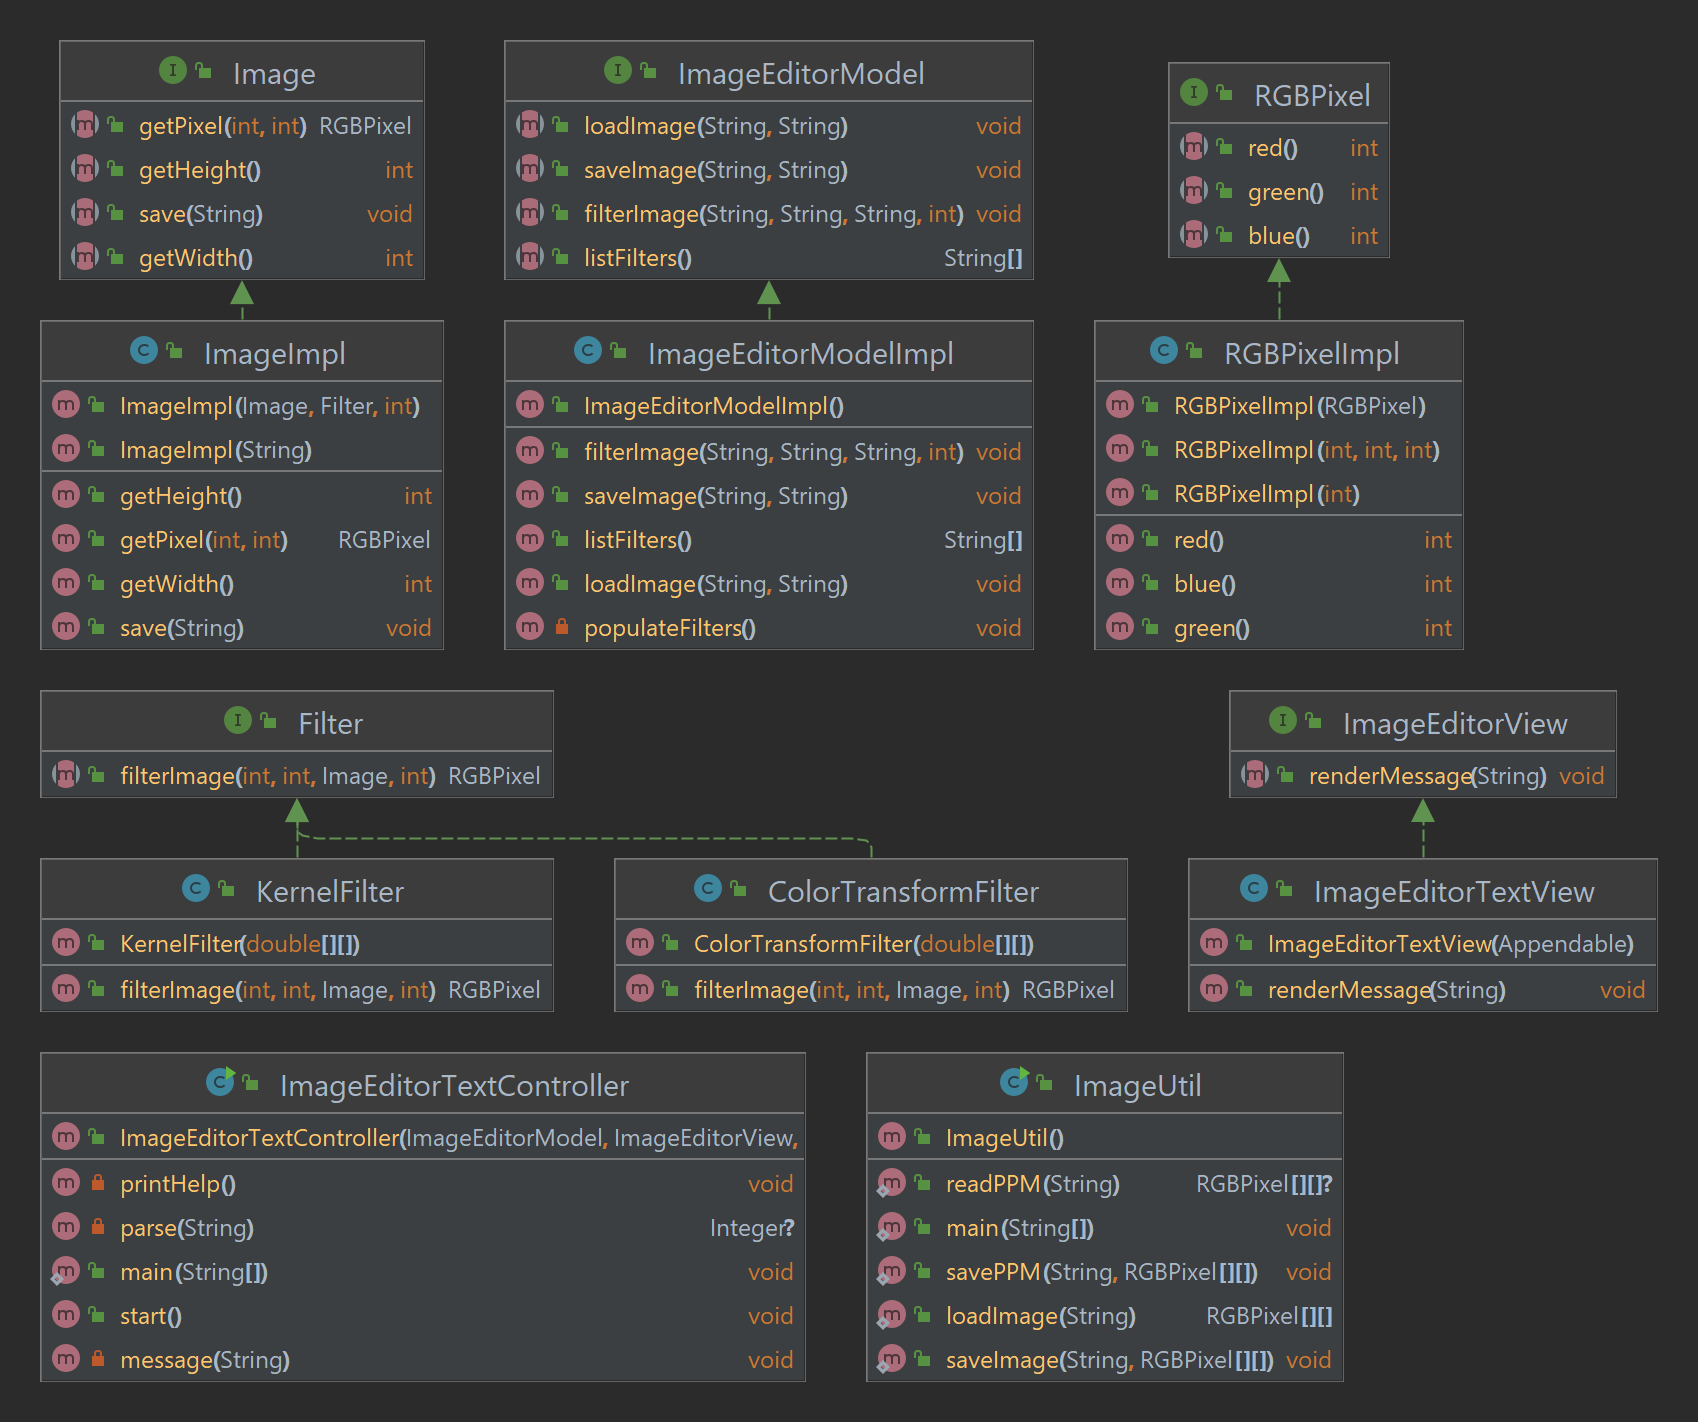 Image
getPixel(int, int) RGBPixel
getHeight() int
save(String) void
getWidth() int
ImageEditorModel
loadImage(String, String) void
saveImage(String, String) void
filterImage(String, String, String, int) void
listFilters() String[]
RGBPixel
red() int
green() int
blue() int
ImageImpl
ImageImpl(Image, Filter, int)
ImageImpl(String)
getHeight() int
getPixel(int, int) RGBPixel
getWidth() int
save(String) void
ImageEditorModelImpl
ImageEditorModelImpl()
filterImage(String, String, String, int) void
saveImage(String, String) void
listFilters() String[]
loadImage(String, String) void
populateFilters() void
RGBPixelImpl
RGBPixelImpl(RGBPixel)
RGBPixelImpl(int, int, int)
RGBPixelImpl(int)
red() int
blue() int
green() int
Filter
filterImage(int, int, Image, int) RGBPixel
ImageEditorView
renderMessage(String) void
KernelFilter
KernelFilter(double[][])
filterImage(int, int, Image, int) RGBPixel
ColorTransformFilter
ColorTransformFilter(double[][])
filterImage(int, int, Image, int) RGBPixel
ImageEditorTextView
ImageEditorTextView(Appendable)
renderMessage(String) void
ImageEditorTextController
ImageEditorTextController(ImageEditorModel, ImageEditorView,
printHelp() void
parse(String) Integer?
main(String[]) void
start() void
message(String) void
ImageUtil
ImageUtil()
readPPM(String) RGBPixel[][]?
main(String[]) void
savePPM(String, RGBPixel[][]) void
loadImage(String) RGBPixel[][]
saveImage(String, RGBPixel[][]) void